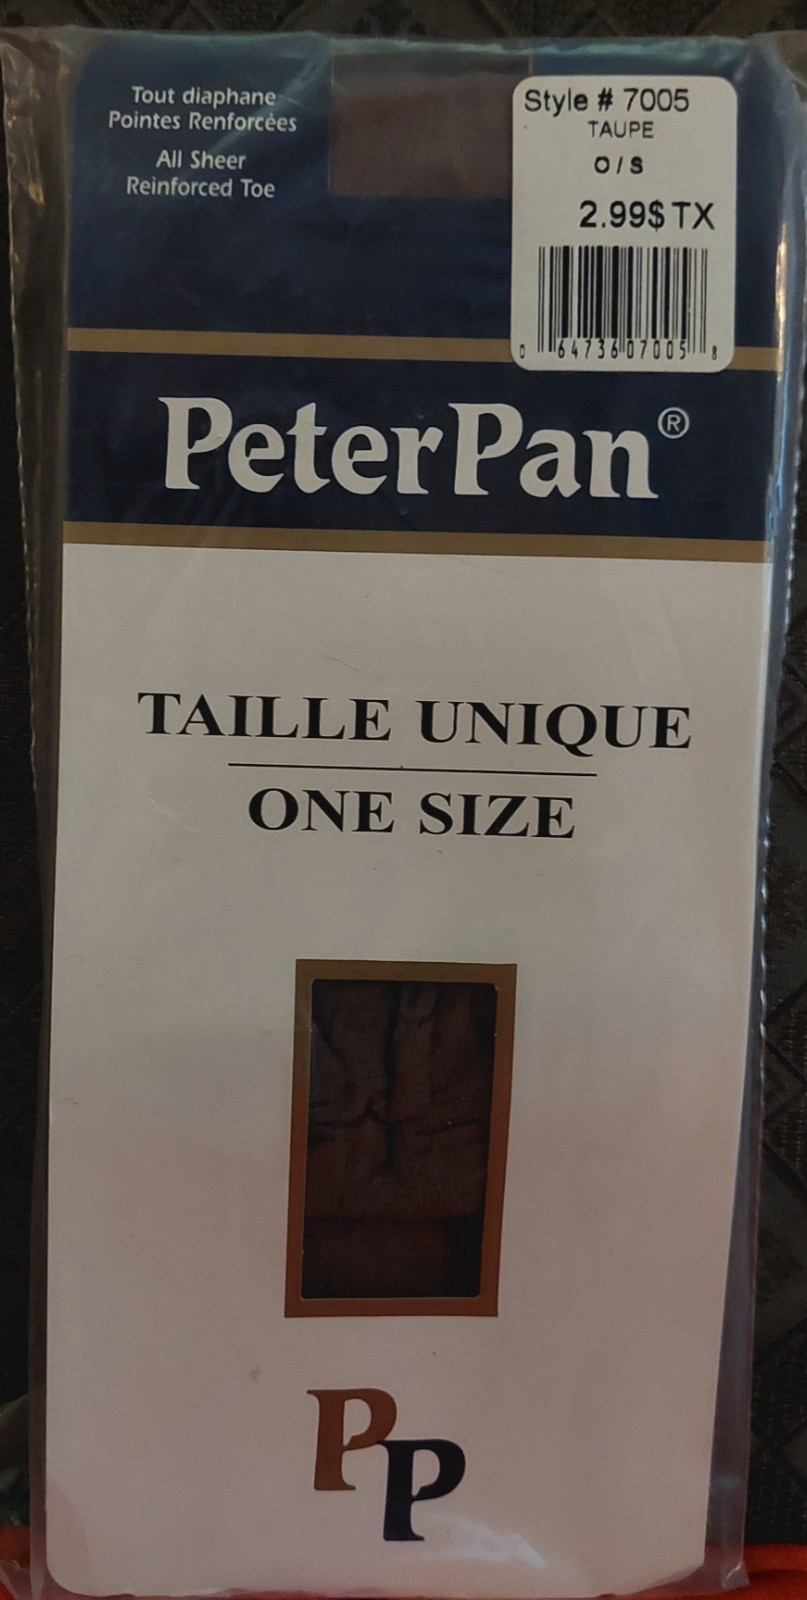 Tout diaphane
Pointes Renforcées
All Sheer
Reinforced Toe
Style # 7005
TAUPE
O / S
2.99$ TX
0 64736 07005 8
PeterPan®
TAILLE UNIQUE
ONE SIZE
PP